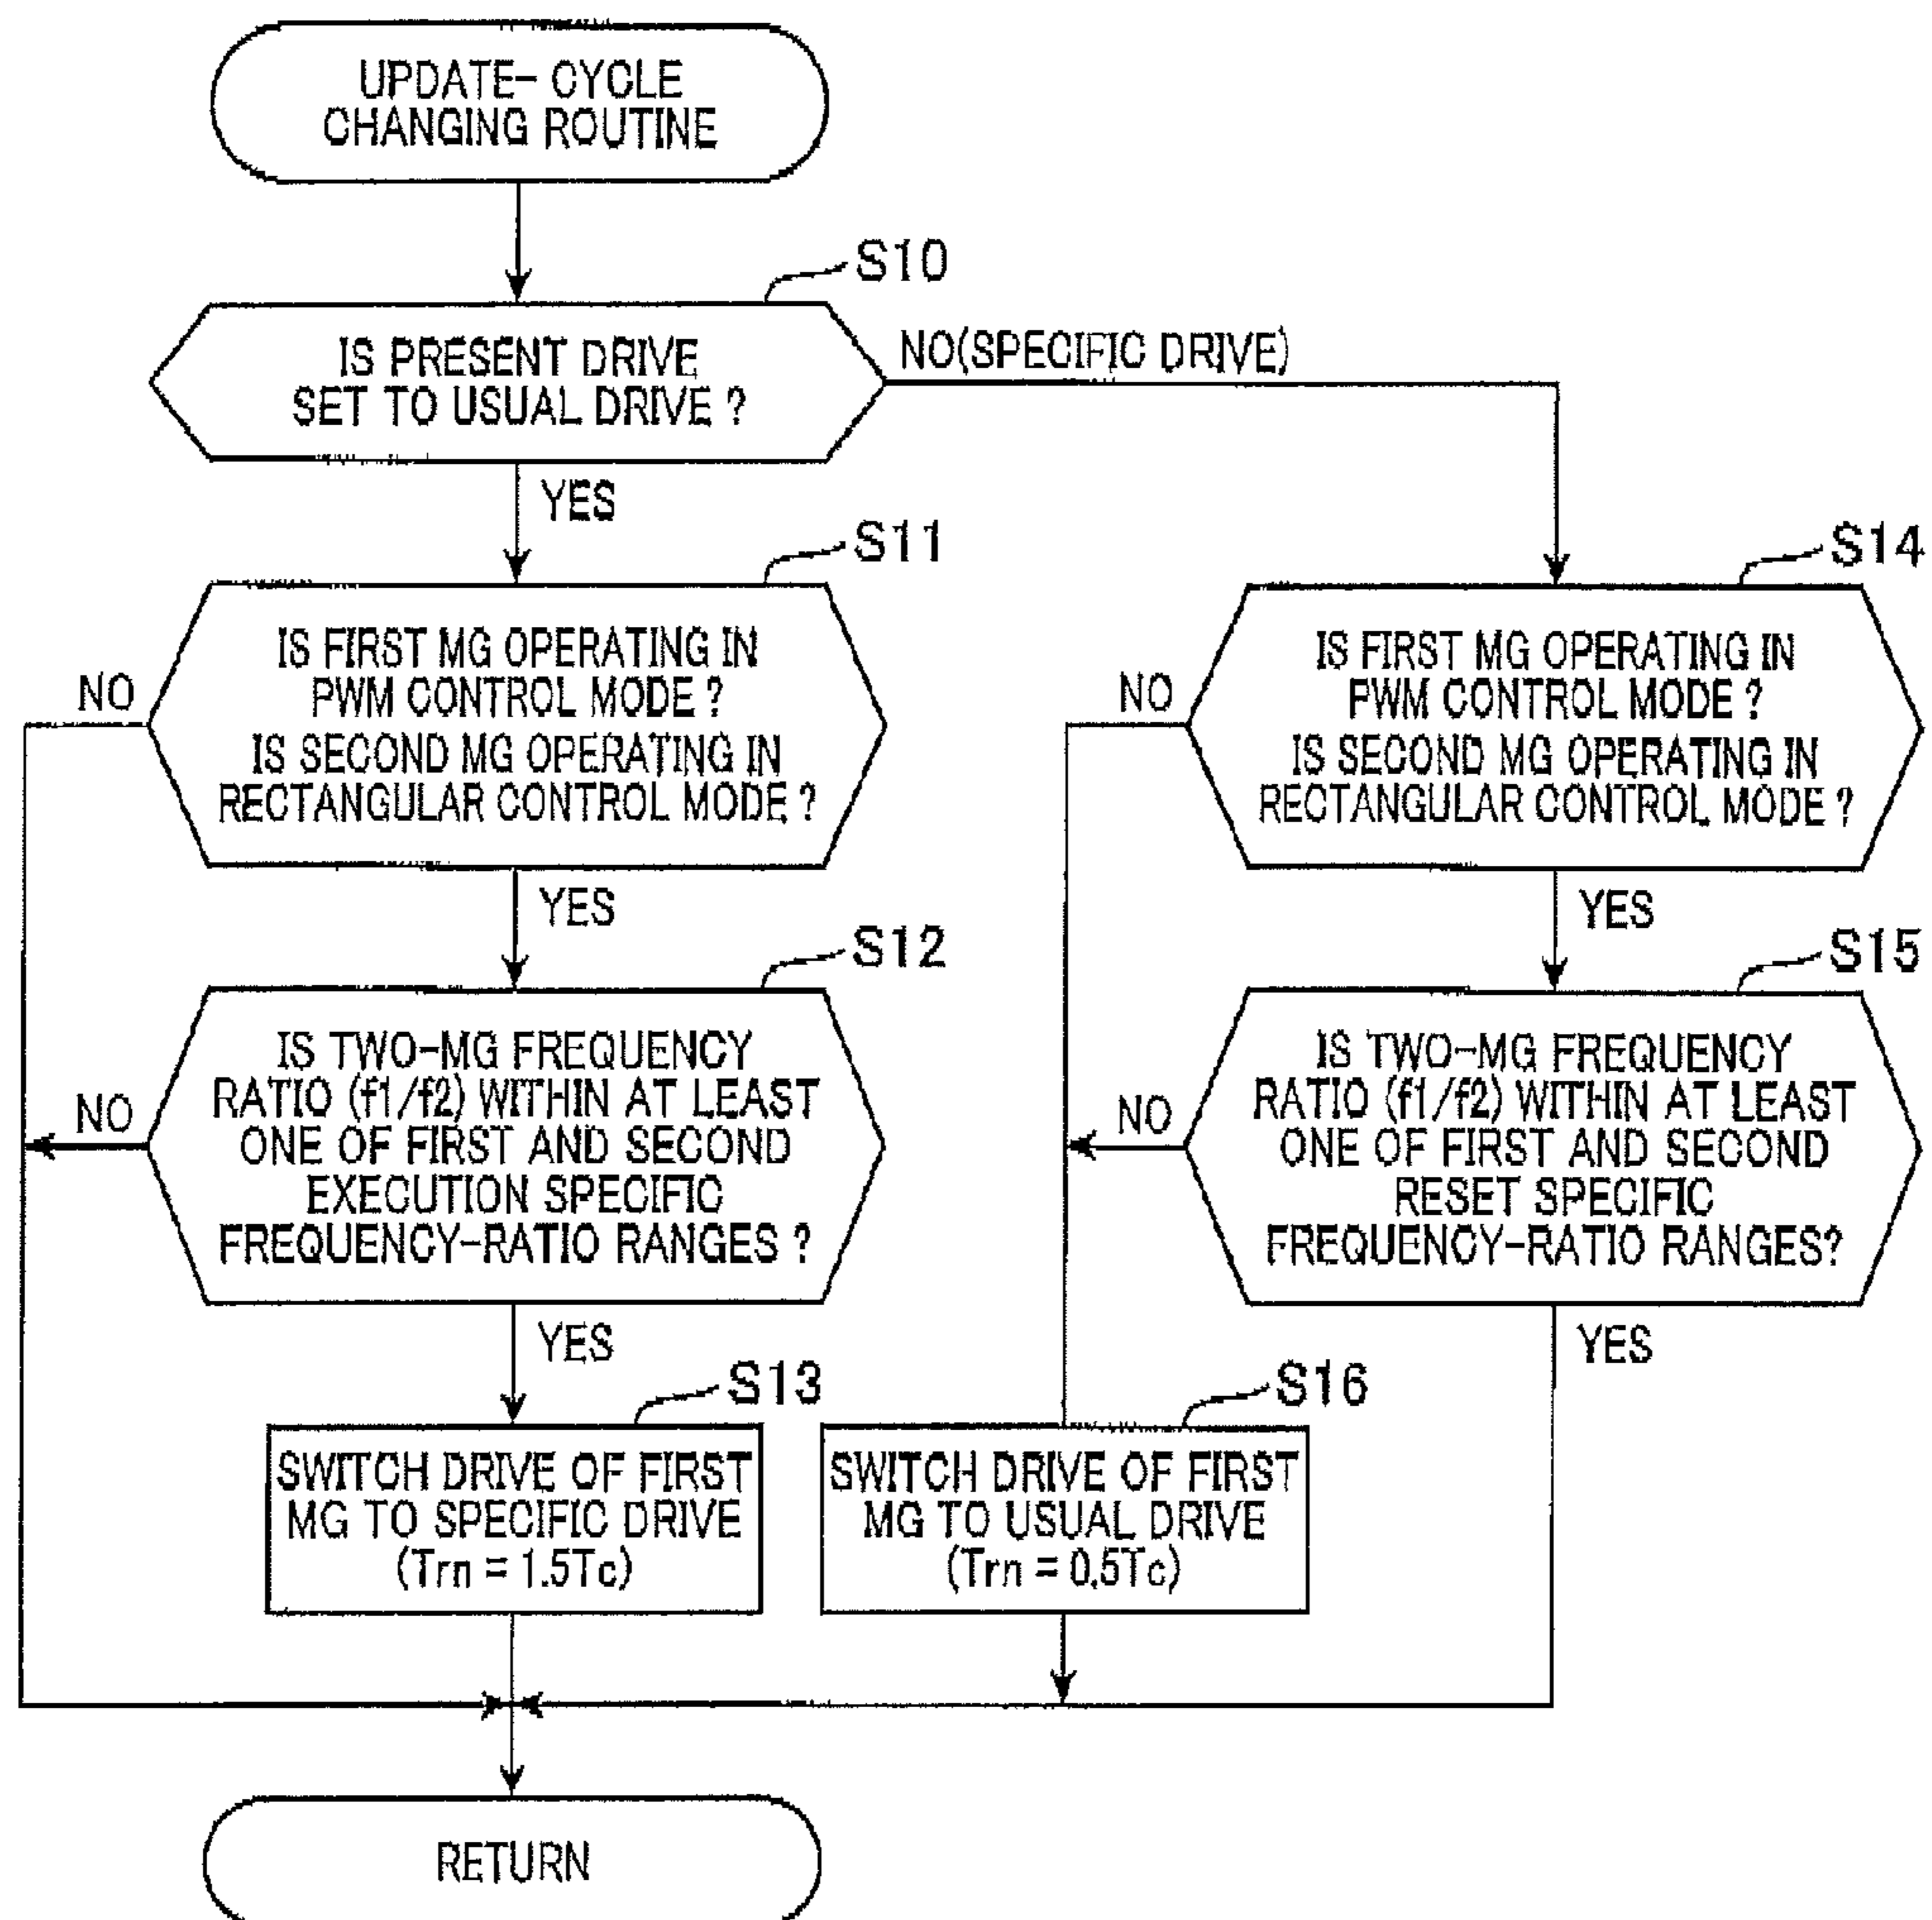 UPDATE- CYCLE
CHANGING ROUTINE
S10
IS PRESENT DRIVE
SET TO USUAL DRIVE ?
NO(SPECIFIC DRIVE)
YES
S11
IS FIRST MG OPERATING IN
PWM CONTROL MODE ?
IS SECOND MG OPERATING IN
RECTANGULAR CONTROL MODE ?
NO
YES
S12
IS TWO-MG FREQUENCY
RATIO (f1/f2) WITHIN AT LEAST
ONE OF FIRST AND SECOND
EXECUTION SPECIFIC
FREQUENCY-RATIO RANGES ?
NO
YES
S13
SWITCH DRIVE OF FIRST
MG TO SPECIFIC DRIVE
(Trn = 1.5Tc)
S14
IS FIRST MG OPERATING IN
PWM CONTROL MODE ?
IS SECOND MG OPERATING IN
RECTANGULAR CONTROL MODE ?
NO
YES
S15
IS TWO-MG FREQUENCY
RATIO (f1/f2) WITHIN AT LEAST
ONE OF FIRST AND SECOND
RESET SPECIFIC
FREQUENCY-RATIO RANGES?
NO
YES
S16
SWITCH DRIVE OF FIRST
MG TO USUAL DRIVE
(Trn = 0.5Tc)
RETURN